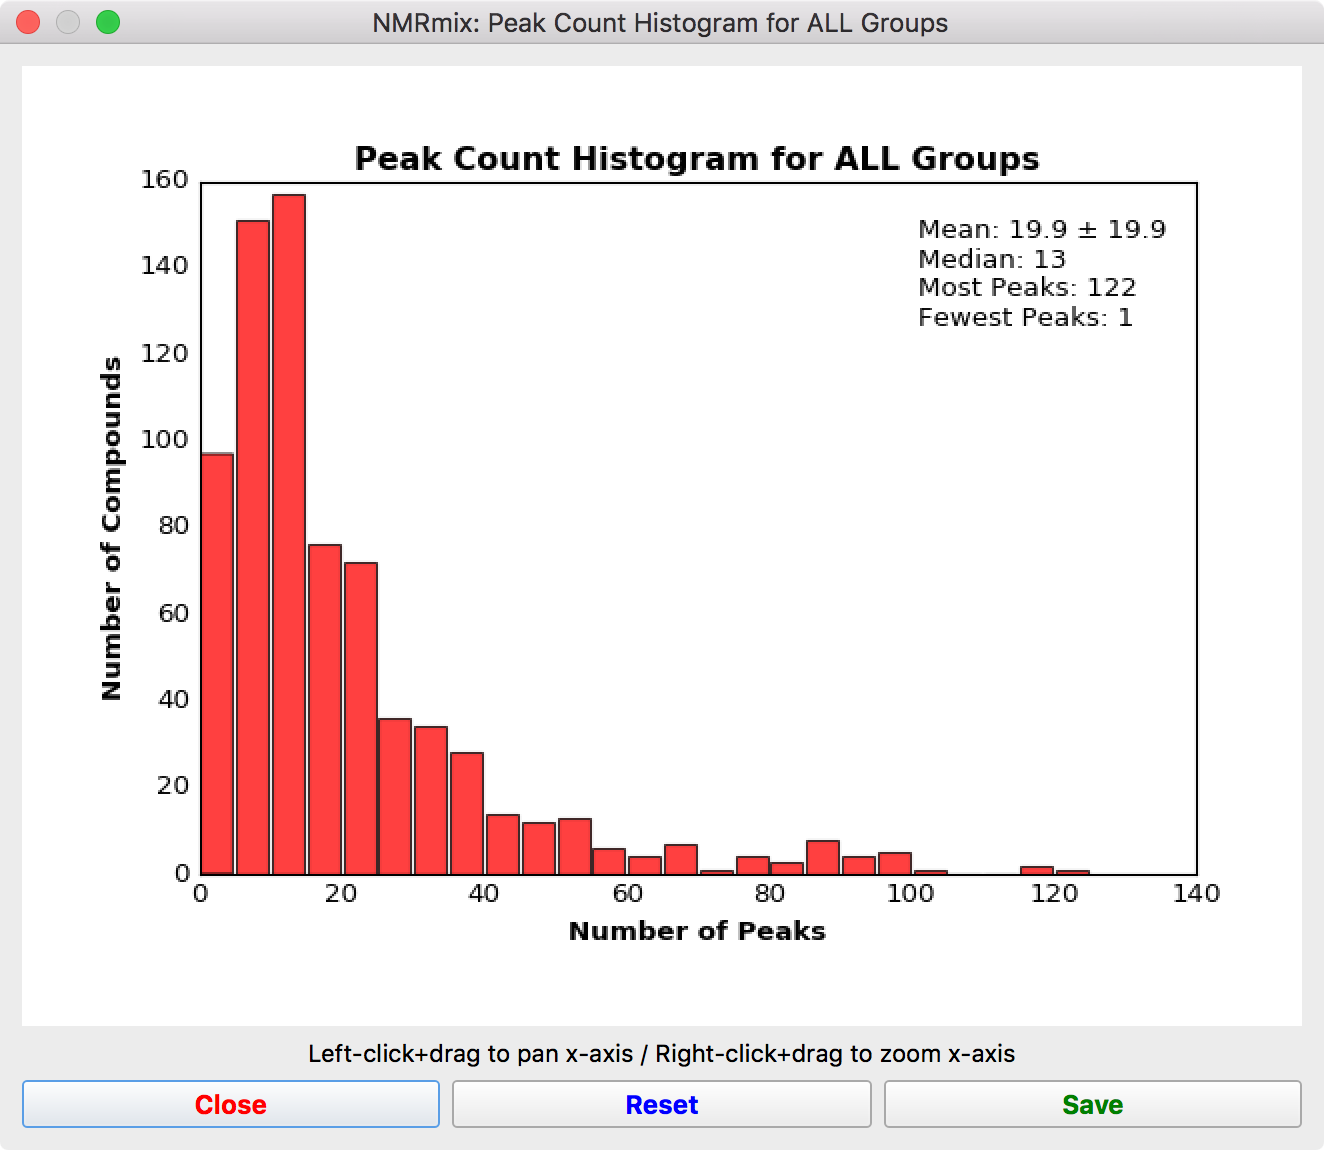 NMRmix: Peak Count Histogram for ALL Groups
Peak Count Histogram for ALL Groups
160
140
120
100
80
60
40
20
0
Number of Compounds
Mean: 19.9 ± 19.9
Median: 13
Most Peaks: 122
Fewest Peaks: 1
0 20 40 60 80 100 120 140
Number of Peaks
Left-click+drag to pan x-axis / Right-click+drag to zoom x-axis
Close Reset Save